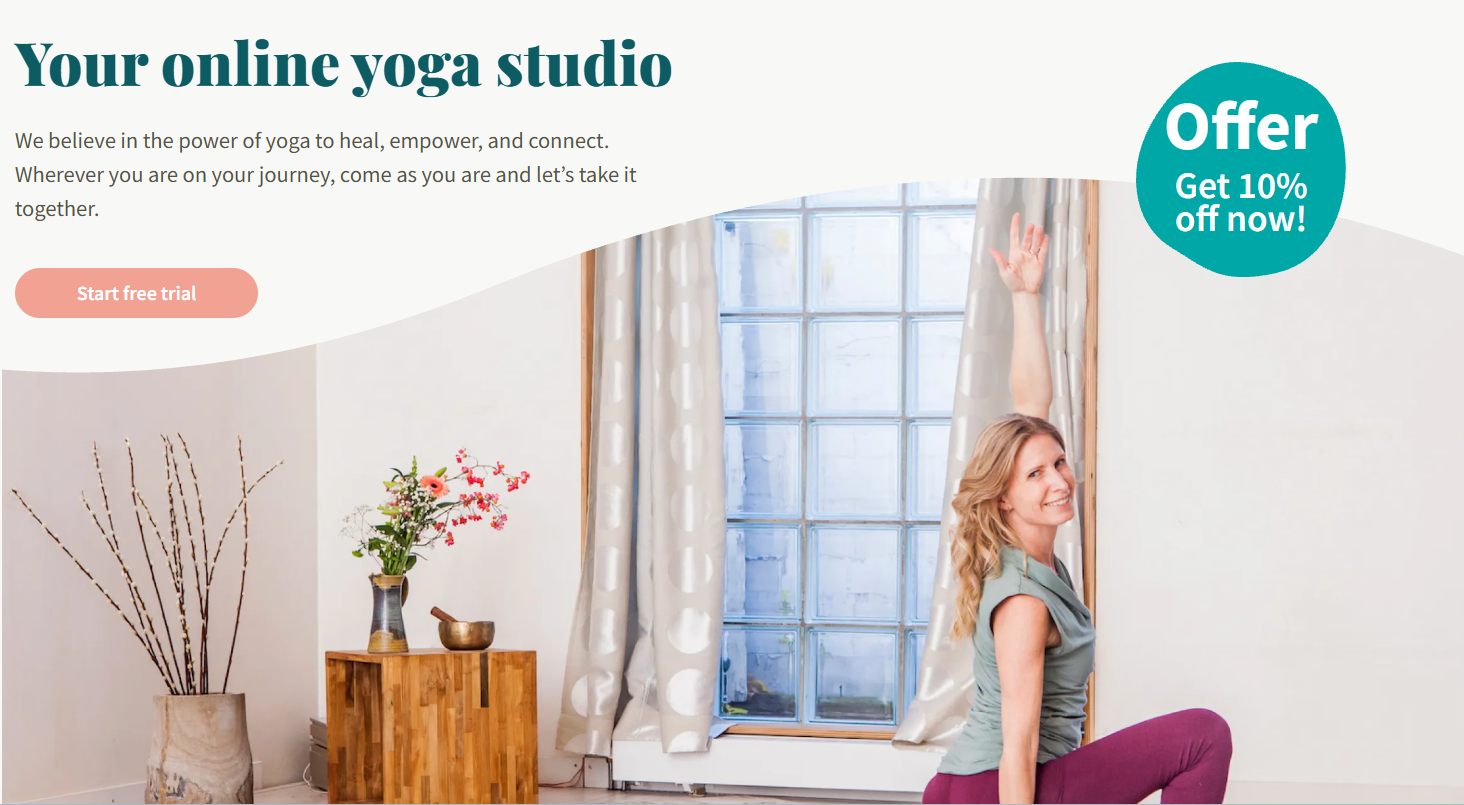 Your online yoga studio
We believe in the power of yoga to heal, empower, and connect.
Wherever you are on your journey, come as you are and let’s take it
together.
Start free trial
Offer
Get 10%
off now!